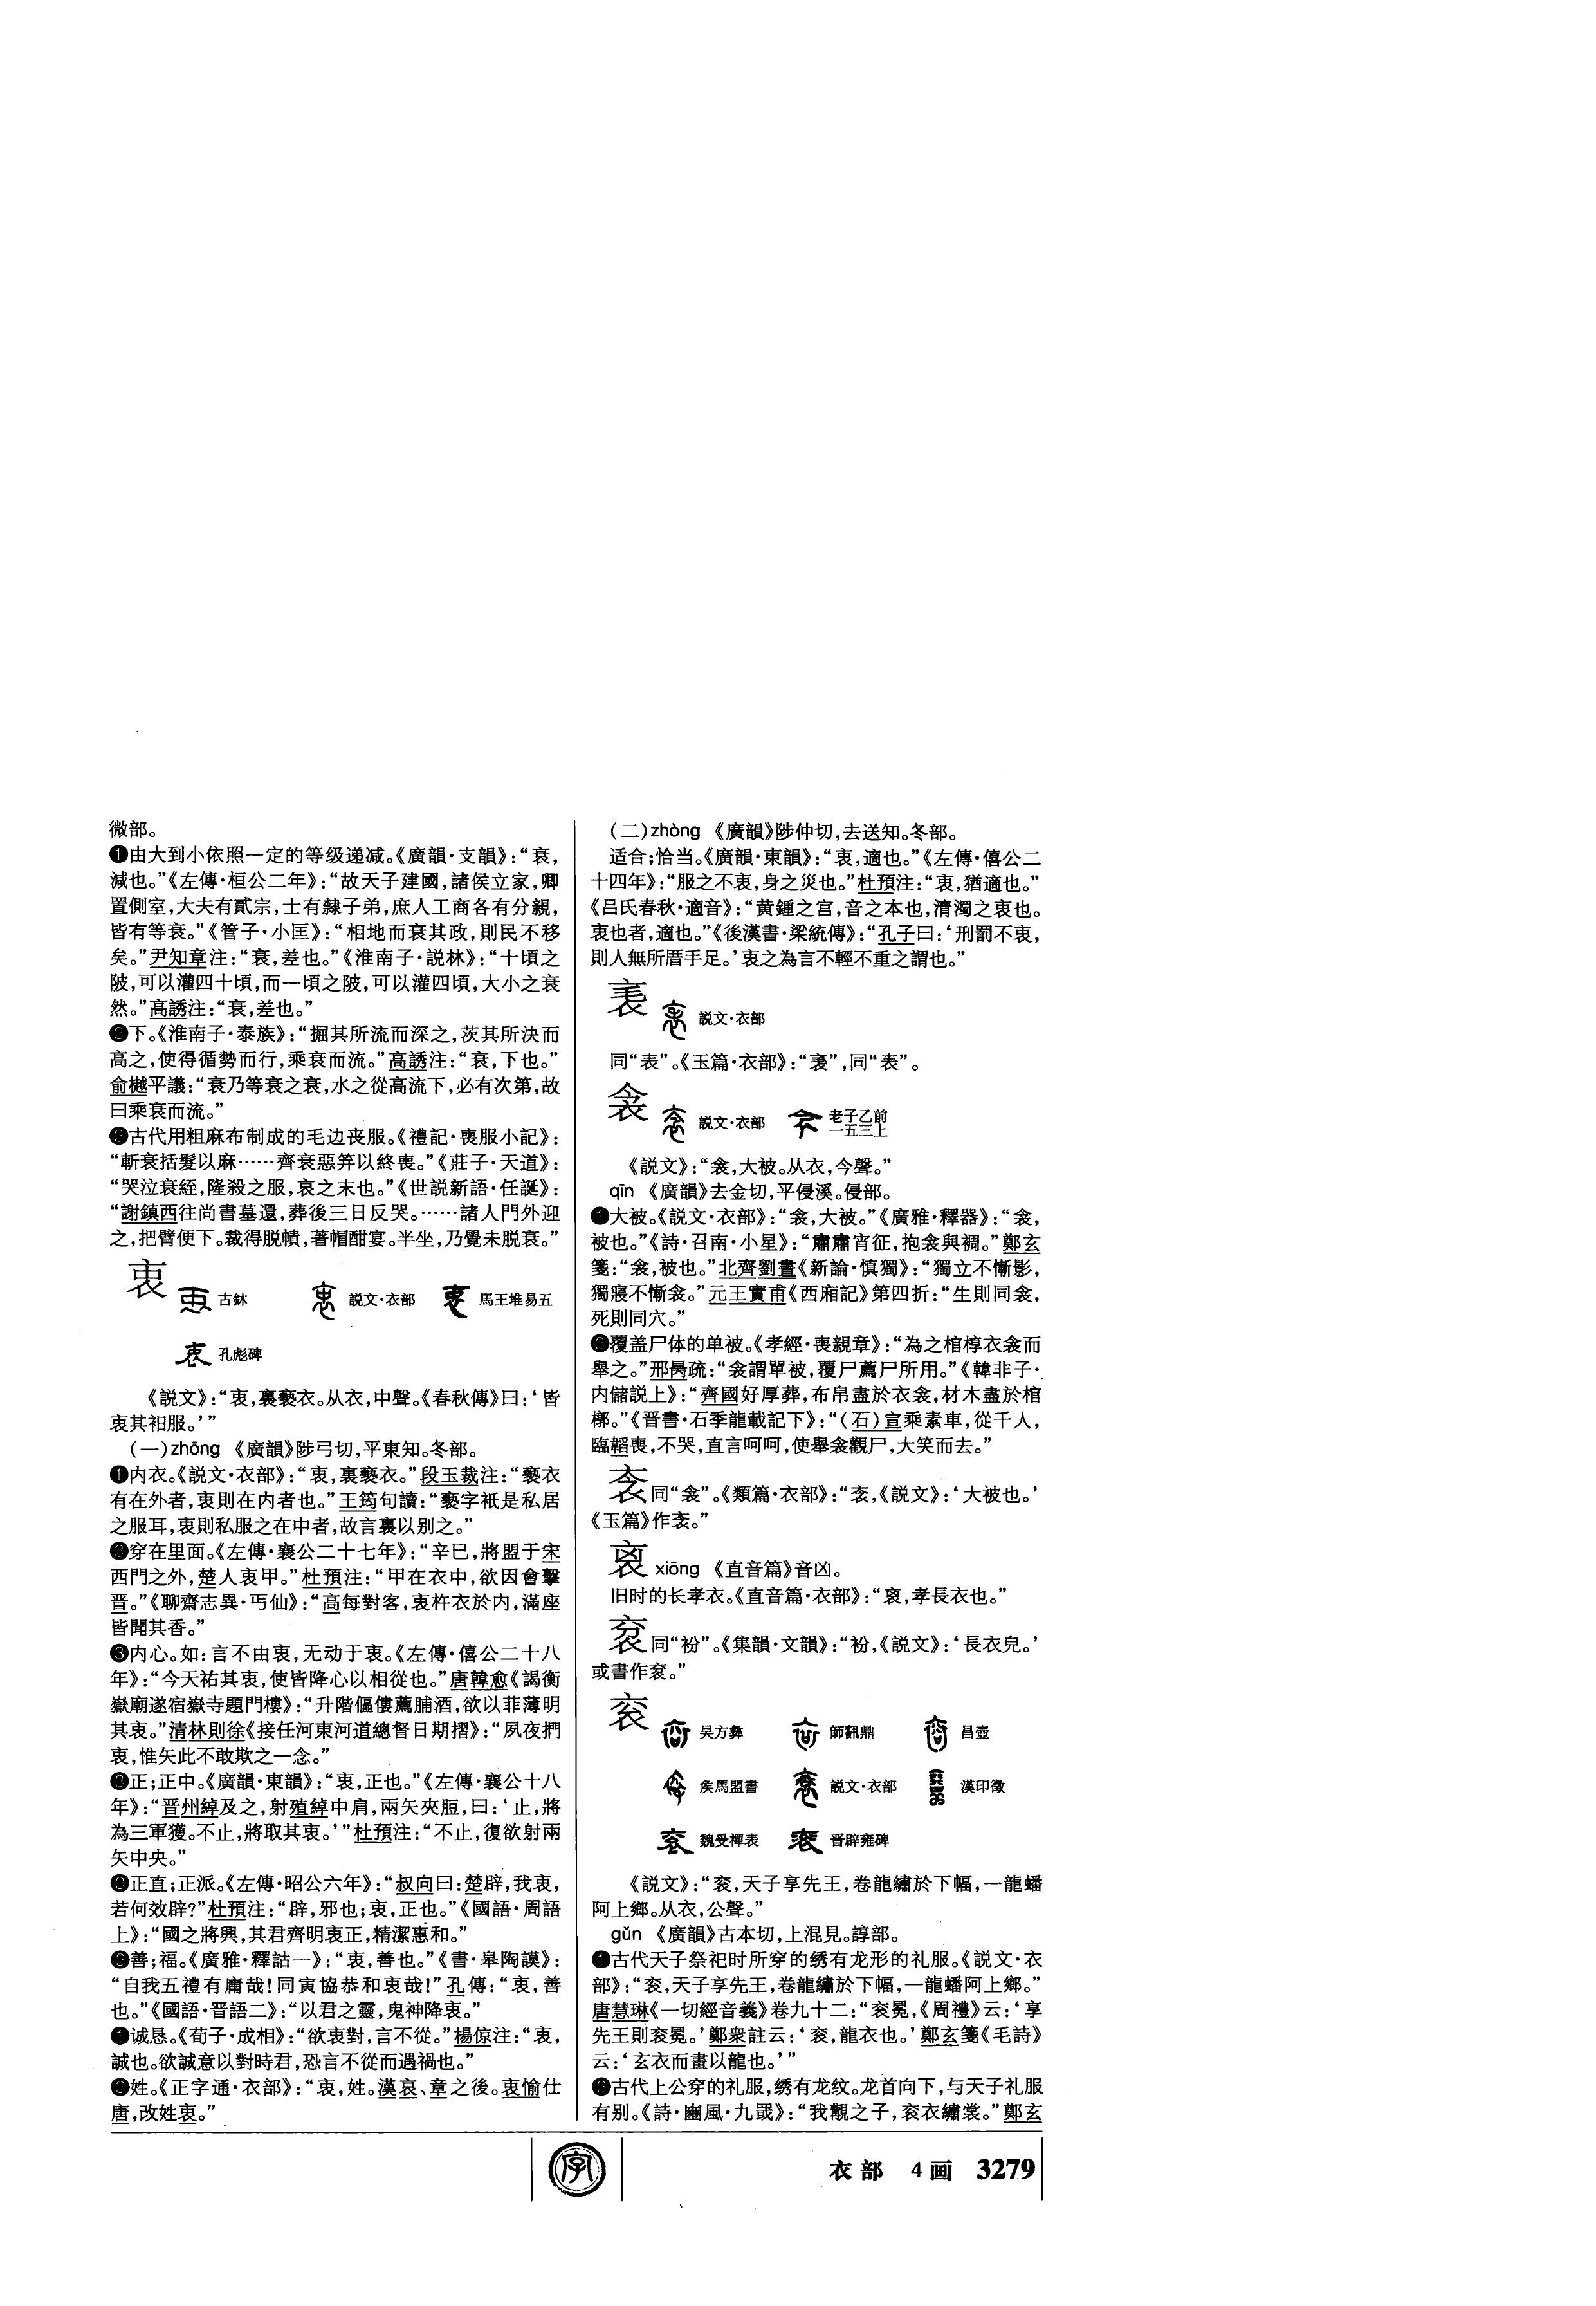 微部。
❶由大到小依照一定的等级递减。《廣韻·支韻》：“衰，
減也。”《左傳·桓公二年》：“故天子建國，諸侯立家，卿
置側室，大夫有貳宗，士有隸子弟，庶人工商各有分親，
皆有等衰。”《管子·小匡》：“相地而衰其政，則民不移
矣。”尹知章注：“衰，差也。”《淮南子·説林》：“十頃之
陂，可以灌四十頃，而一頃之陂，可以灌四頃，大小之衰
然。”高誘注：“衰，差也。”
❷下。《淮南子·泰族》：“掘其所流而深之，茨其所決而
高之，使得循勢而行，乘衰而流。”高誘注：“衰，下也。”
俞樾平議：“衰乃等衰之衰，水之從高流下，必有次第，故
曰乘衰而流。”
❷古代用粗麻布制成的毛边丧服。《禮記·喪服小記》：
“斬衰括髮以麻……齊衰惡笄以終喪。”《莊子·天道》：
“哭泣衰絰，隆殺之服，哀之末也。”《世説新語·任誕》：
“謝鎮西往尚書墓還，葬後三日反哭。……諸人門外迎
之，把臂便下。裁得脱幘，著帽酣宴。半坐，乃覺未脱衰。”
衷 古鉥 説文·衣部 馬王堆易五
孔彪碑
《説文》：“衷，裏褻衣。从衣，中聲。《春秋傳》曰：‘皆
衷其衵服。’”
（一）zhōng 《廣韻》陟弓切，平東知。冬部。
❶内衣。《説文·衣部》：“衷，裏褻衣。”段玉裁注：“褻衣
有在外者，衷則在内者也。”王筠句讀：“褻字衹是私居
之服耳，衷則私服之在中者，故言裏以别之。”
❷穿在里面。《左傳·襄公二十七年》：“辛巳，將盟于宋
西門之外，楚人衷甲。”杜預注：“甲在衣中，欲因會擊
晋。”《聊齋志異·丐仙》：“高每對客，衷杵衣於内，滿座
皆聞其香。”
❸内心。如：言不由衷，无动于衷。《左傳·僖公二十八
年》：“今天祐其衷，使皆降心以相從也。”唐韓愈《謁衡
嶽廟遂宿嶽寺題門樓》：“升階傴僂薦脯酒，欲以菲薄明
其衷。”清林則徐《接任河東河道總督日期摺》：“夙夜捫
衷，惟矢此不敢欺之一念。”
❷正；正中。《廣韻·東韻》：“衷，正也。”《左傳·襄公十八
年》：“晋州綽及之，射殖綽中肩，兩矢夾脰，曰：‘止，將
為三軍獲。不止，將取其衷。’”杜預注：“不止，復欲射兩
矢中央。”
❷正直；正派。《左傳·昭公六年》：“叔向曰：楚辟，我衷，
若何效辟？”杜預注：“辟，邪也；衷，正也。”《國語·周語
上》：“國之將興，其君齊明衷正，精潔惠和。”
❷善；福。《廣雅·釋詁一》：“衷，善也。”《書·皋陶謨》：
“自我五禮有庸哉！同寅協恭和衷哉！”孔傳：“衷，善
也。”《國語·晋語二》：“以君之靈，鬼神降衷。”
❶诚恳。《荀子·成相》：“欲衷對，言不從。”楊倞注：“衷，
誠也。欲誠意以對時君，恐言不從而遇禍也。”
❷姓。《正字通·衣部》：“衷，姓。漢哀、章之後。衷愉仕
唐，改姓衷。”
（二）zhòng 《廣韻》陟仲切，去送知。冬部。
适合；恰当。《廣韻·東韻》：“衷，適也。”《左傳·僖公二
十四年》：“服之不衷，身之災也。”杜預注：“衷，猶適也。”
《吕氏春秋·適音》：“黄鍾之宫，音之本也，清濁之衷也。
衷也者，適也。”《後漢書·梁統傳》：“孔子曰：‘刑罰不衷，
則人無所厝手足。’衷之為言不輕不重之謂也。”
説文·衣部
同“表”。《玉篇·衣部》：“𧘝”，同“表”。
衾 説文·衣部 老子乙前一五三上
《説文》：“衾，大被。从衣，今聲。”
qīn 《廣韻》去金切，平侵溪。侵部。
❶大被。《説文·衣部》：“衾，大被。”《廣雅·釋器》：“衾，
被也。”《詩·召南·小星》：“肅肅宵征，抱衾與裯。”鄭玄
箋：“衾，被也。”北齊劉晝《新論·慎獨》：“獨立不慚影，
獨寢不慚衾。”元王實甫《西廂記》第四折：“生則同衾，
死則同穴。”
❷覆盖尸体的单被。《孝經·喪親章》：“為之棺椁衣衾而
舉之。”邢昺疏：“衾謂單被，覆尸薦尸所用。”《韓非子·
内儲説上》：“齊國好厚葬，布帛盡於衣衾，材木盡於棺
槨。”《晋書·石季龍載記下》：“（石）宣乘素車，從千人，
臨韜喪，不哭，直言呵呵，使舉衾觀尸，大笑而去。”
同“衾”。《類篇·衣部》：“，《説文》：‘大被也。’
《玉篇》作。”
xiōng 《直音篇》音凶。
旧时的长孝衣。《直音篇·衣部》：“，孝長衣也。”
衮同“衯”。《集韻·文韻》：“衯，《説文》：‘長衣皃。’
或書作。”
衮 吴方彝 師𩛥鼎 曶壺
矦馬盟書 説文·衣部 漢印徵
魏受禪表 晋辟雍碑
《説文》：“衮，天子享先王，卷龍繡於下幅，一龍蟠
阿上鄉。从衣，公聲。”
gǔn 《廣韻》古本切，上混見。諄部。
❶古代天子祭祀时所穿的绣有龙形的礼服。《説文·衣
部》：“衮，天子享先王，卷龍繡於下幅，一龍蟠阿上鄉。”
唐慧琳《一切經音義》卷九十二：“衮冕，《周禮》云：‘享
先王則衮冕。’鄭衆註云：‘衮，龍衣也。’鄭玄箋《毛詩》
云：‘玄衣而畫以龍也。’”
❷古代上公穿的礼服，绣有龙纹。龙首向下，与天子礼服
有别。《詩·豳風·九罭》：“我覯之子，衮衣繡裳。”鄭玄
字
衣部 4画 3279